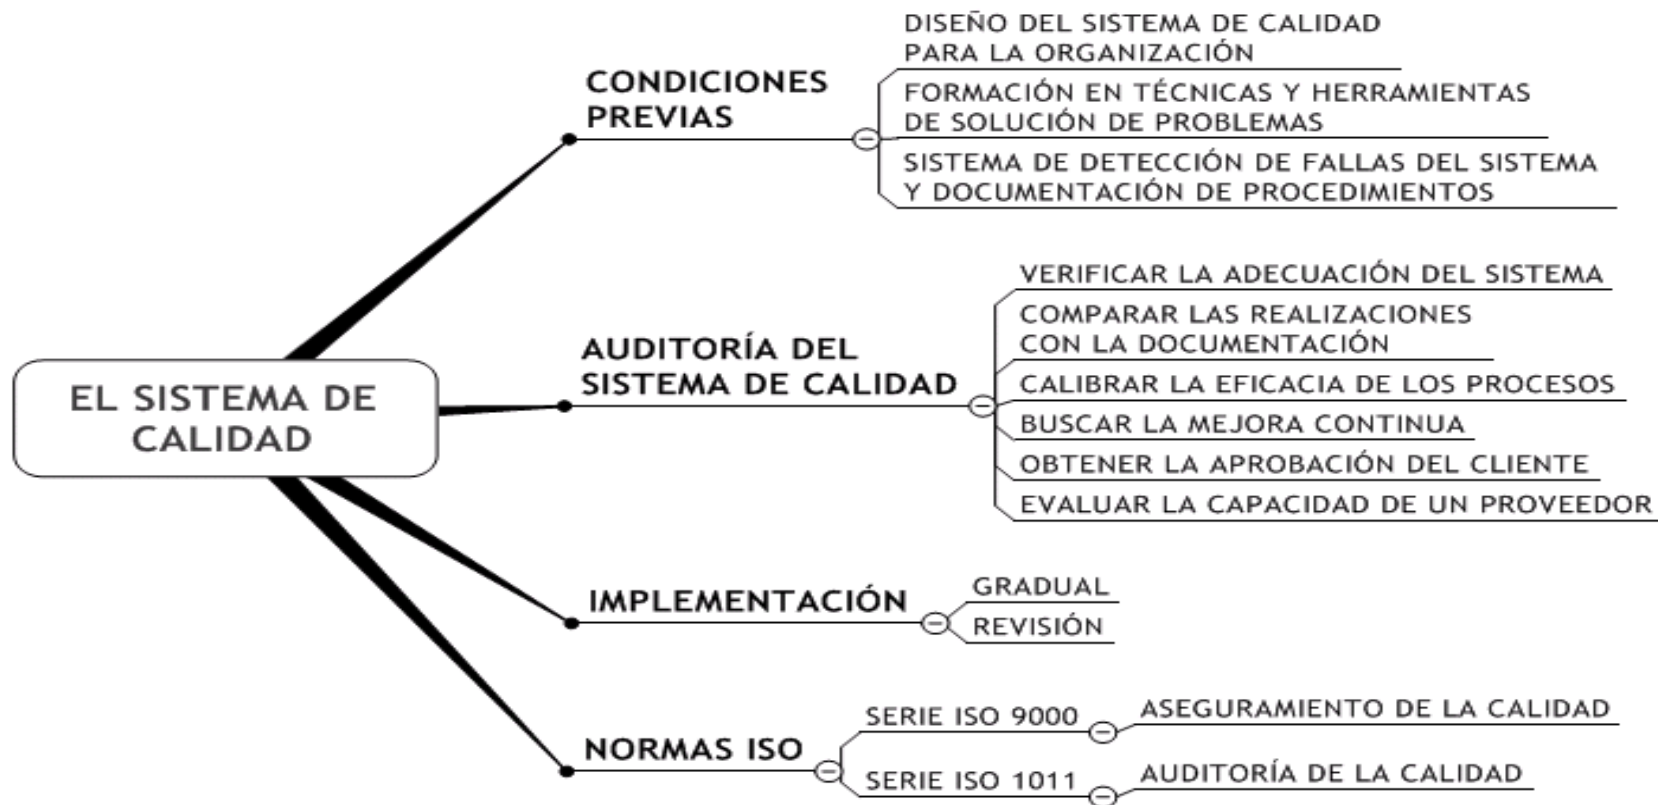 DISEÑO DEL SISTEMA DE CALIDAD
PARA LA ORGANIZACIÓN
CONDICIONES
PREVIAS
FORMACIÓN EN TÉCNICAS Y HERRAMIENTAS
DE SOLUCIÓN DE PROBLEMAS
SISTEMA DE DETECCIÓN DE FALLAS DEL SISTEMA
Y DOCUMENTACIÓN DE PROCEDIMIENTOS
EL SISTEMA DE
CALIDAD
AUDITORÍA DEL
SISTEMA DE CALIDAD
VERIFICAR LA ADECUACIÓN DEL SISTEMA
COMPARAR LAS REALIZACIONES
CON LA DOCUMENTACIÓN
CALIBRAR LA EFICACIA DE LOS PROCESOS
BUSCAR LA MEJORA CONTINUA
OBTENER LA APROBACIÓN DEL CLIENTE
EVALUAR LA CAPACIDAD DE UN PROVEEDOR
IMPLEMENTACIÓN
GRADUAL
REVISIÓN
NORMAS ISO
SERIE ISO 9000
ASEGURAMIENTO DE LA CALIDAD
SERIE ISO 1011
AUDITORÍA DE LA CALIDAD